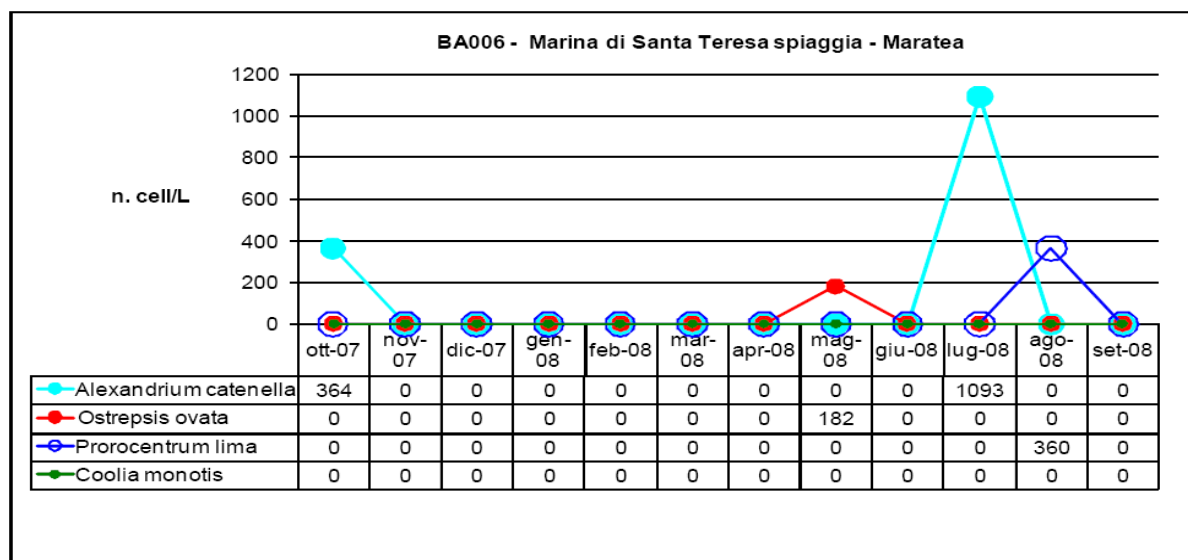 BA006 - Marina di Santa Teresa spiaggia - Maratea
1200
1000
800
n. cell/L
600
400
200
0
ott-07 nov-07 dic-07 gen-08 feb-08 mar-08 apr-08 mag-08 giu-08 lug-08 ago-08 set-08
Alexandrium catenella 364 0 0 0 0 0 0 0 0 1093 0 0
Ostrepsis ovata 0 0 0 0 0 0 0 182 0 0 0 0
Prorocentrum lima 0 0 0 0 0 0 0 0 0 0 360 0
Coolia monotis 0 0 0 0 0 0 0 0 0 0 0 0